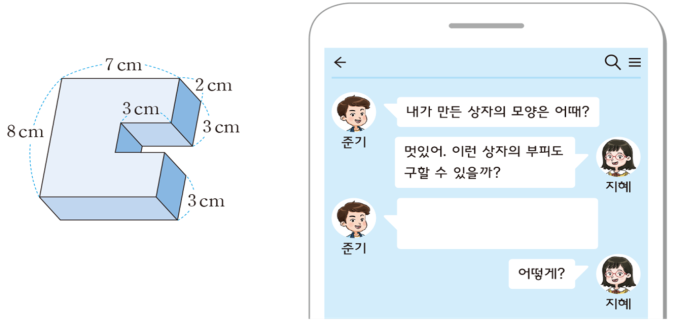 7 cm
2 cm
3 cm
3 cm
8 cm
3 cm
내가 만든 상자의 모양은 어때?
준기
멋있어. 이런 상자의 부피도
구할 수 있을까?
지혜
준기
어떻게?
지혜